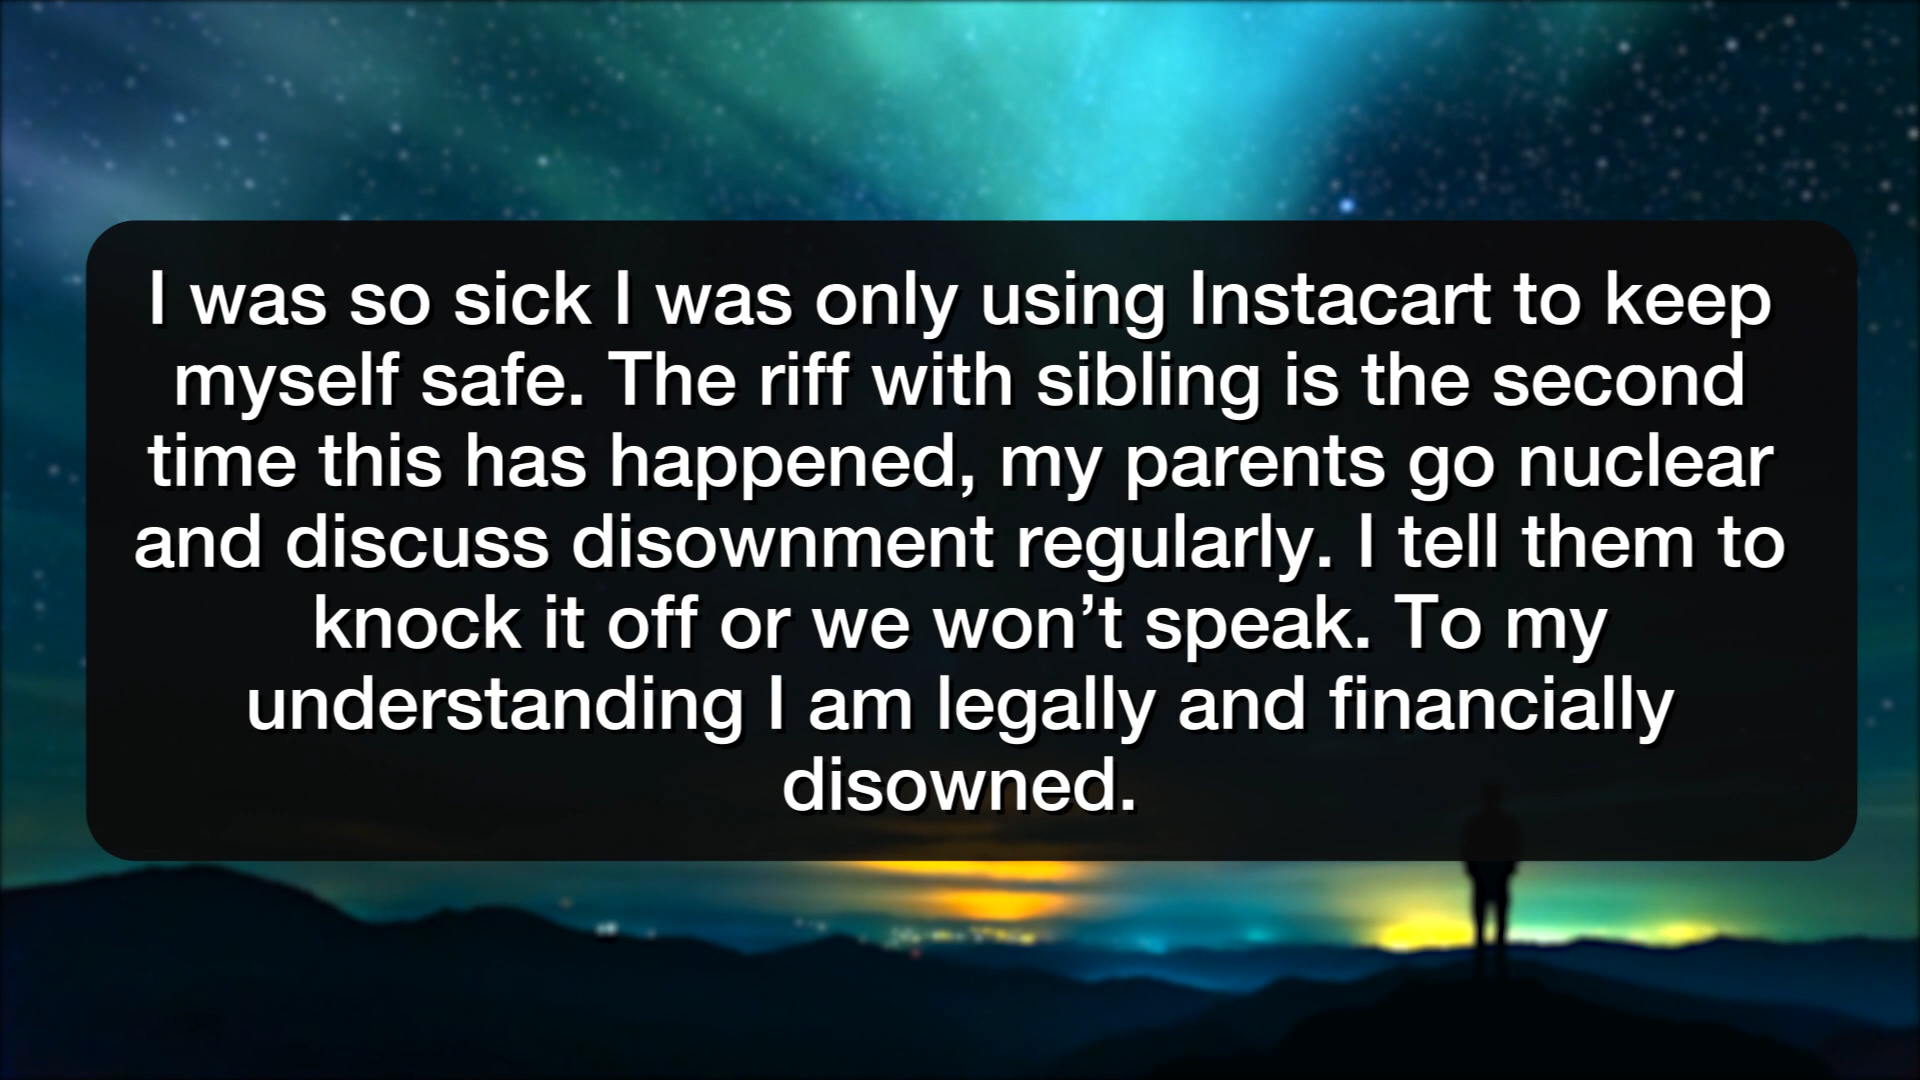 I was so sick I was only using Instacart to keep
myself safe. The riff with sibling is the second
time this has happened, my parents go nuclear
and discuss disownment regularly. I tell them to
knock it off or we won’t speak. To my
understanding I am legally and financially
disowned.